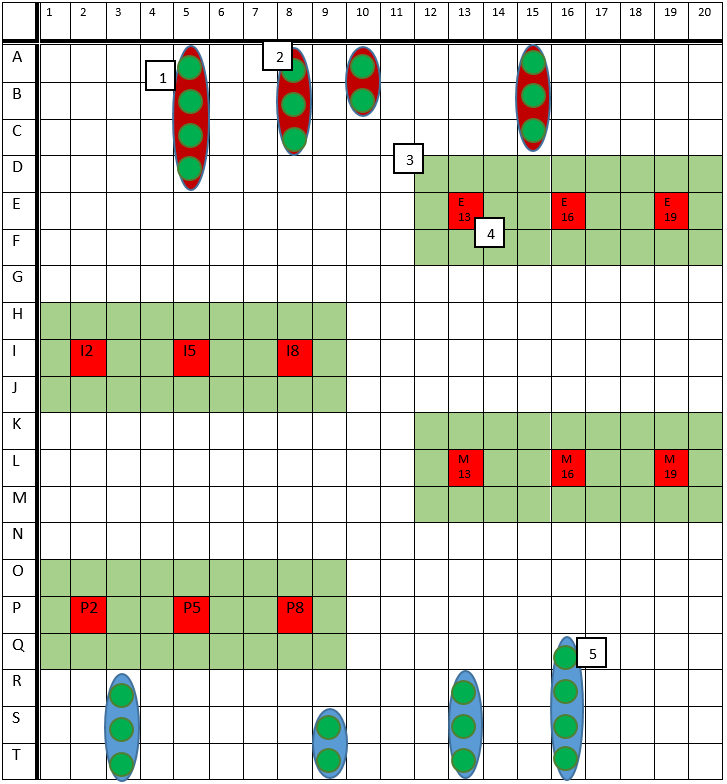 1 2 3 4 5 6 7 8 9 10 11 12 13 14 15 16 17 18 19 20
A
2
1
B
C
3
D
E E 13 E 16 E 19
4
F
G
H
I I2 I5 I8
J
K
L M 13 M 16 M 19
M
N
O
P P2 P5 P8
Q
5
R
S
T